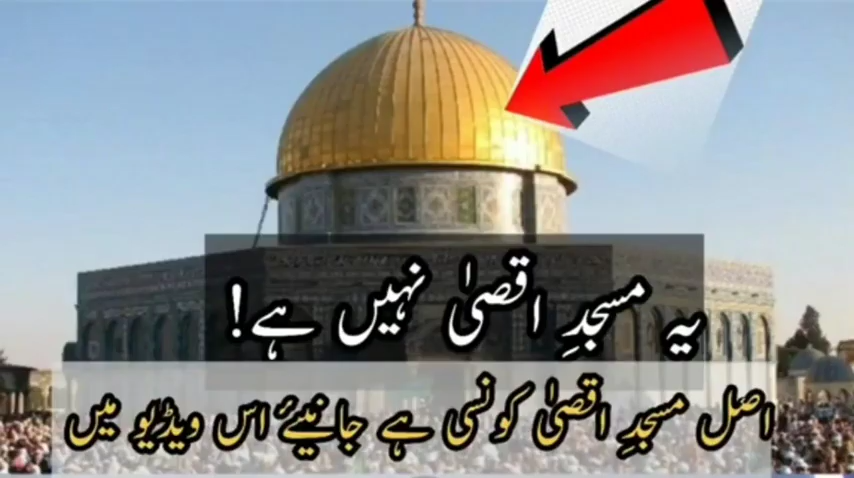 یہ مسجدِ اقصیٰ نہیں ہے!
اصل مسجدِ اقصیٰ کونسی ہے جانیئے اس ویڈیو میں